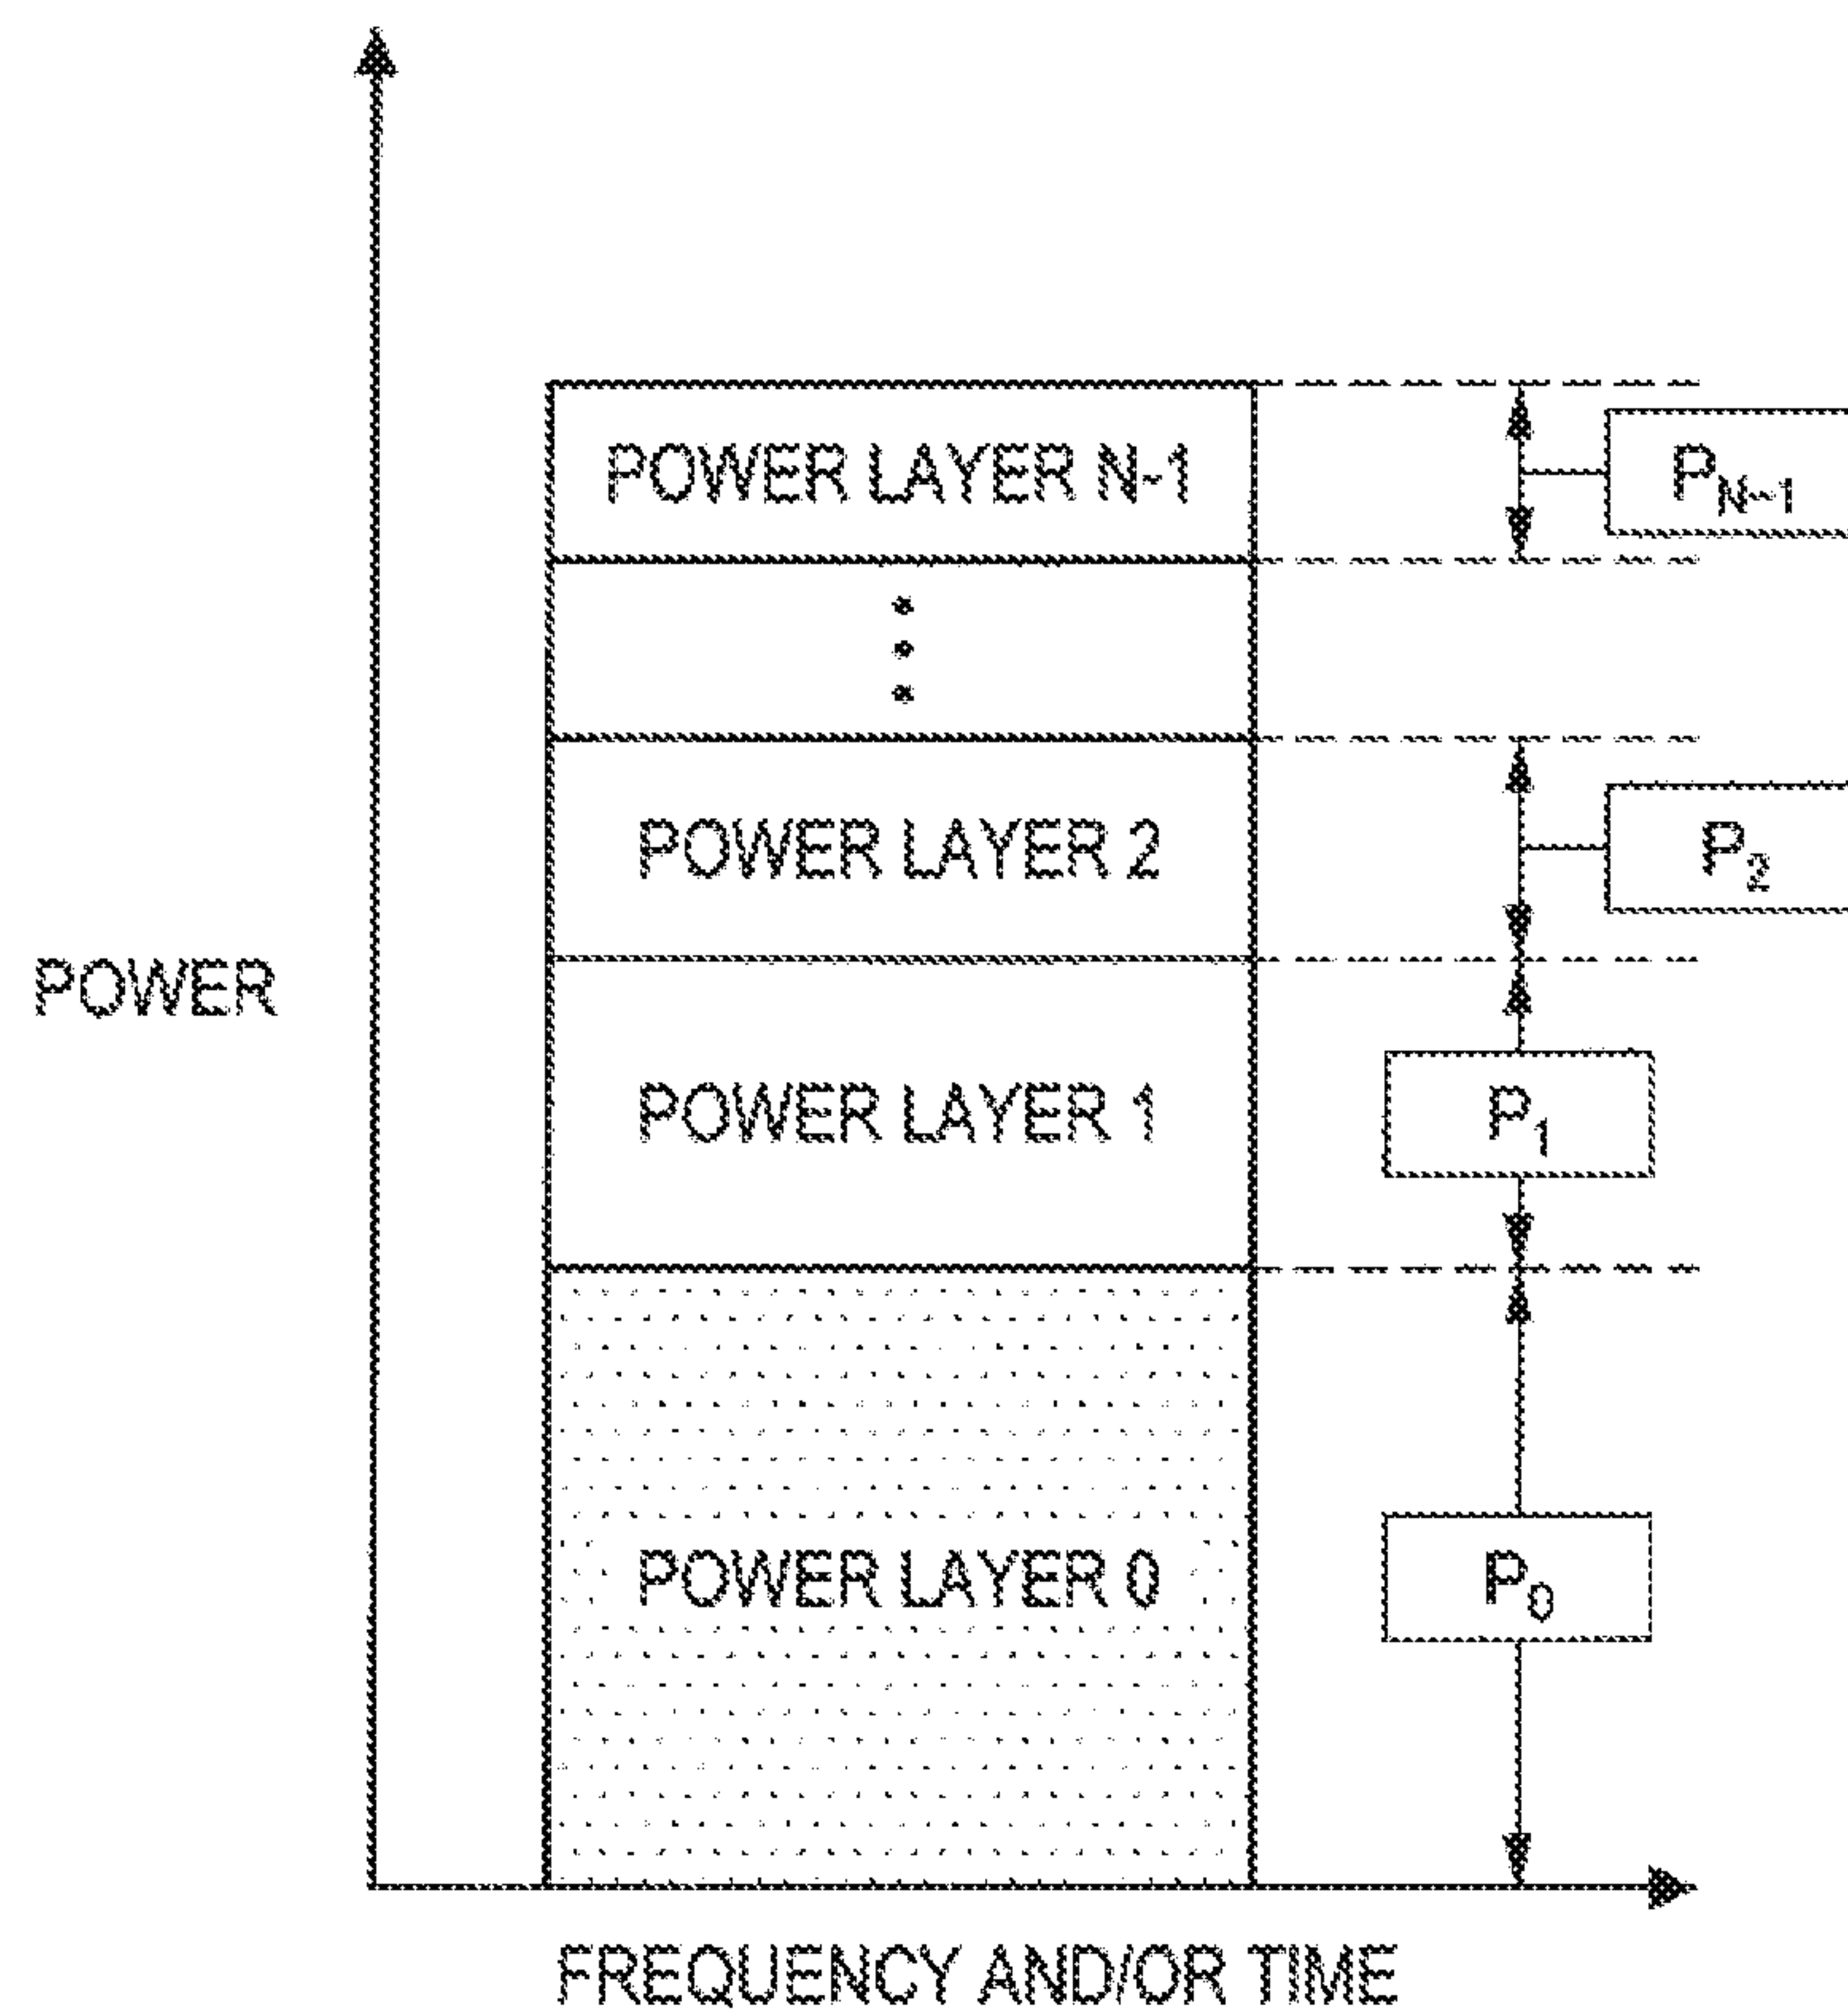 POWER LAYER N-1
P_{N-1}
POWER LAYER 2
P_2
POWER
POWER LAYER 1
P_1
POWER LAYER 0
P_0
FREQUENCY AND/OR TIME